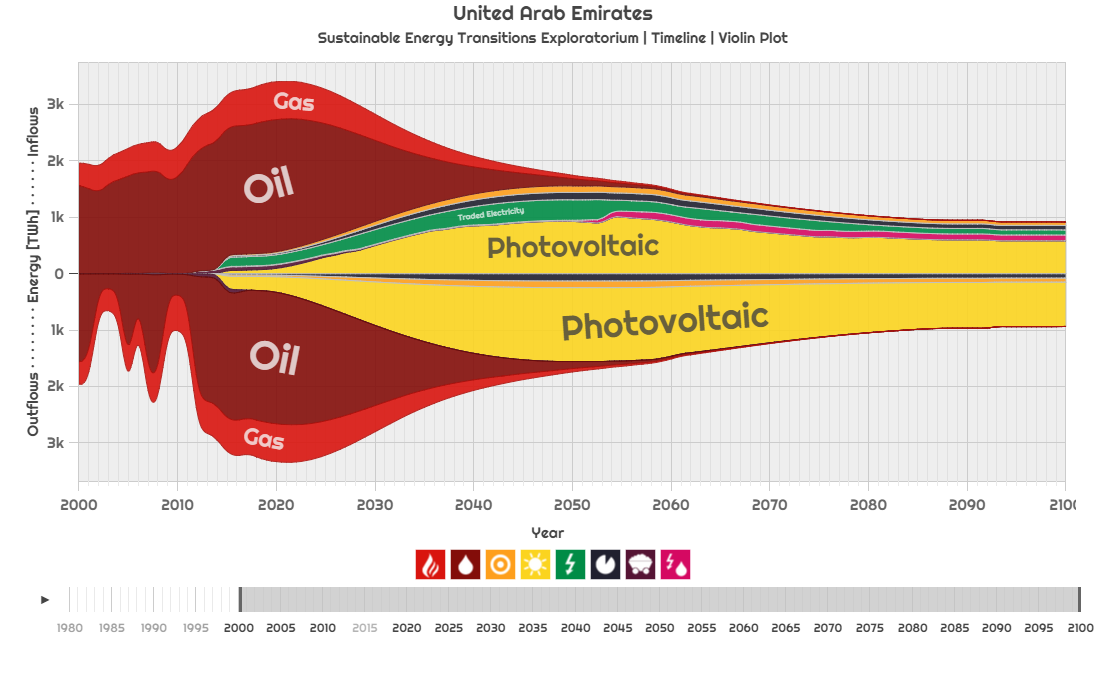 United Arab Emirates
Sustainable Energy Transitions Exploratorium | Timeline | Violin Plot
Outflows · · · · · · · Energy [TWh] · · · · · · Inflows
3k
Gas
2k
Oil
1k
Traded Electricity
Photovoltaic
0
1k
Photovoltaic
Oil
2k
Gas
3k
2000 2010 2020 2030 2040 2050 2060 2070 2080 2090 210
Year
1980 1985 1990 1995 2000 2005 2010 2015 2020 2025 2030 2035 2040 2045 2050 2055 2060 2065 2070 2075 2080 2085 2090 2095 2100